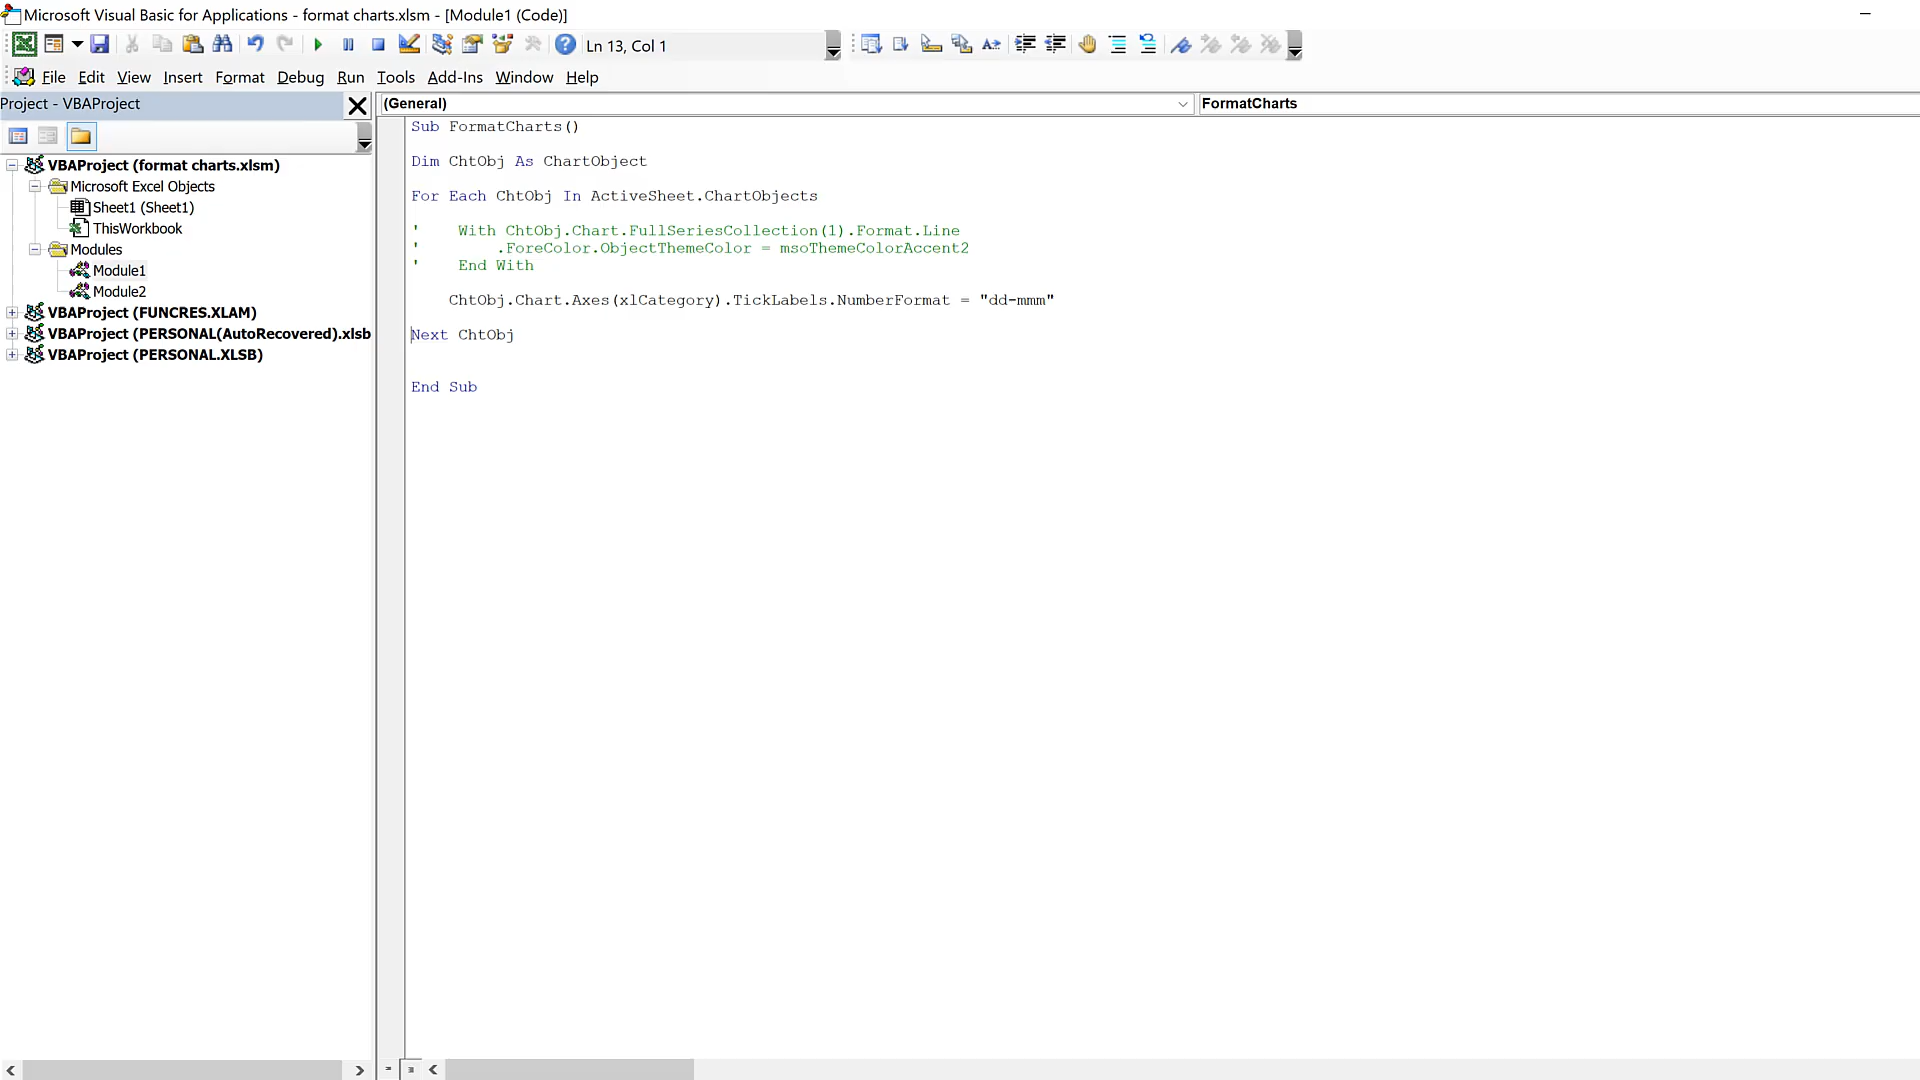 Microsoft Visual Basic for Applications - format charts.xlsm - [Module1 (Code)]
Ln 13, Col 1
File Edit View Insert Format Debug Run Tools Add-Ins Window Help
Project - VBAProject
(General)
FormatCharts
VBAProject (format charts.xlsm)
Microsoft Excel Objects
Sheet1 (Sheet1)
ThisWorkbook
Modules
Module1
Module2
VBAProject (FUNCRES.XLAM)
VBAProject (PERSONAL(AutoRecovered).xlsb
VBAProject (PERSONAL.XLSB)
Sub FormatCharts()
Dim ChtObj As ChartObject
For Each ChtObj In ActiveSheet.ChartObjects
'    With ChtObj.Chart.FullSeriesCollection(1).Format.Line
'        .ForeColor.ObjectThemeColor = msoThemeColorAccent2
'    End With
ChtObj.Chart.Axes(xlCategory).TickLabels.NumberFormat = "dd-mmm"
Next ChtObj
End Sub